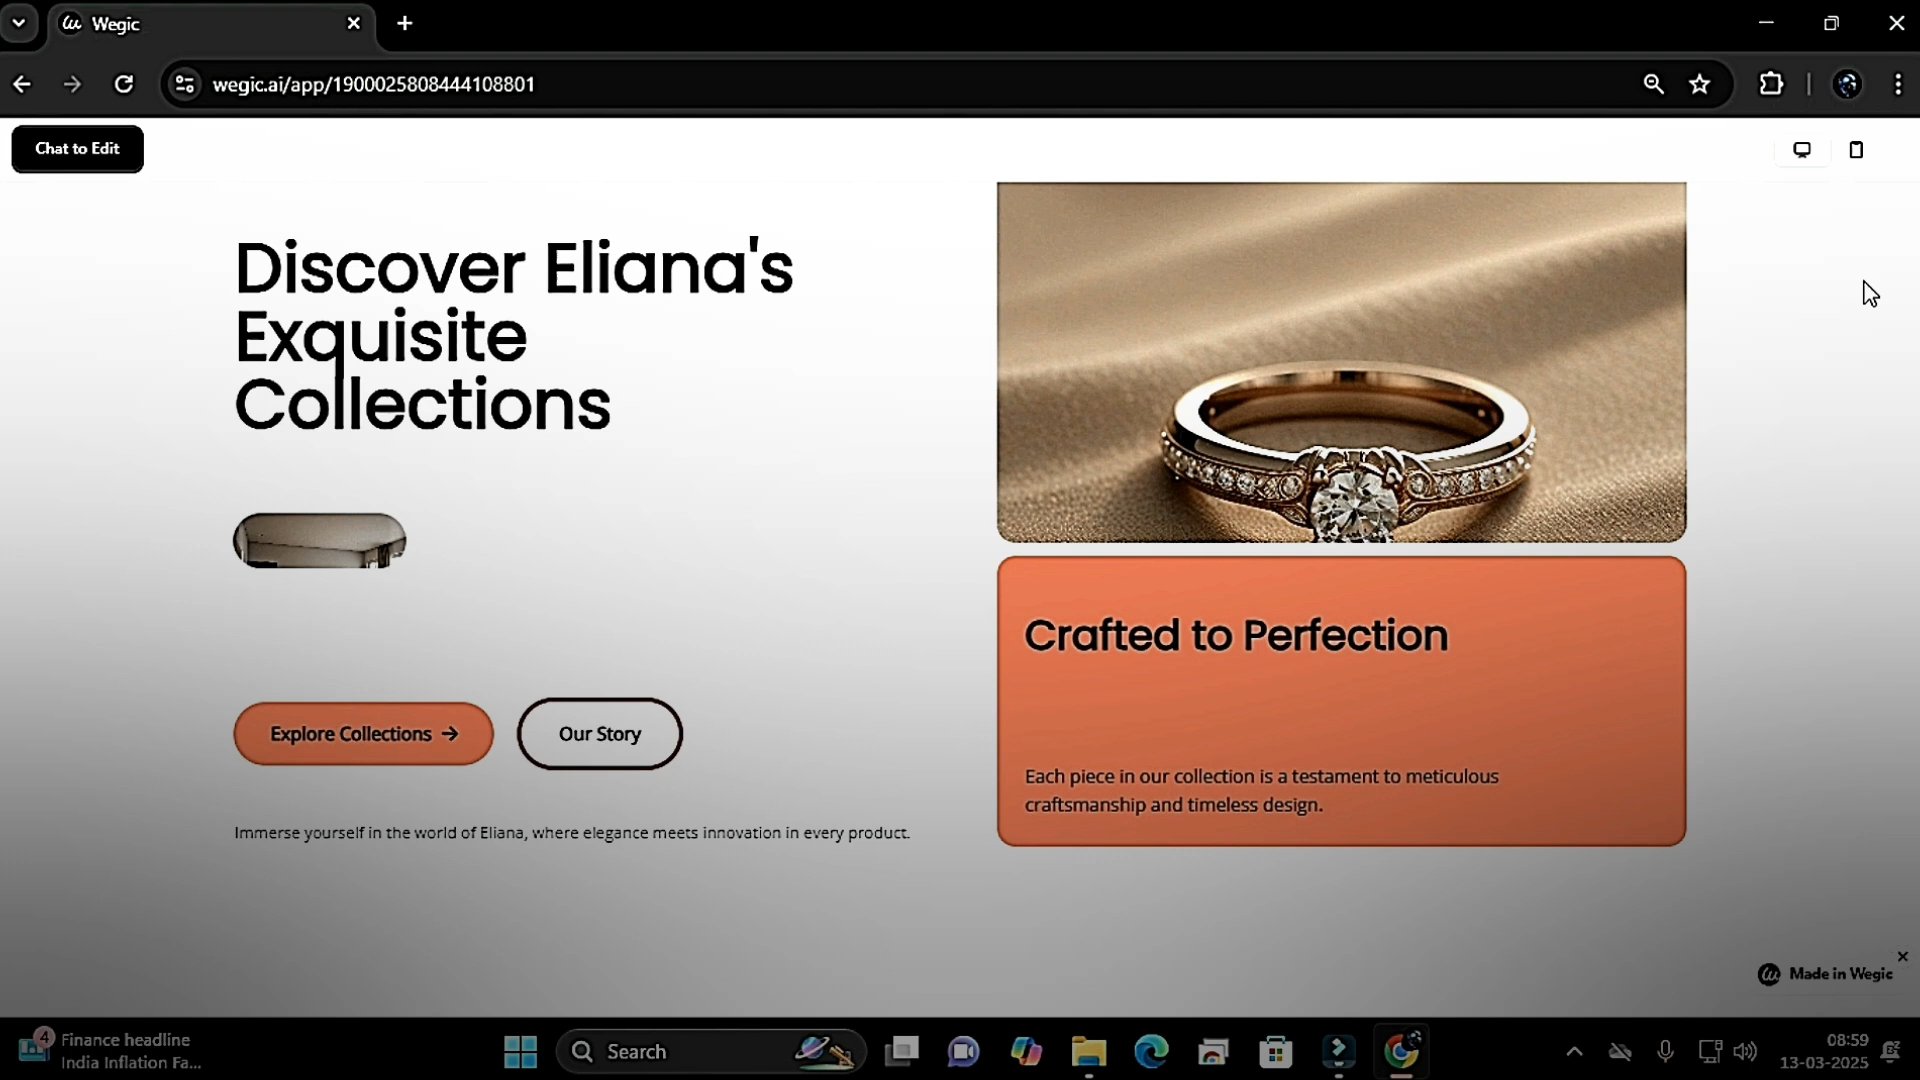 Wegic
wegic.ai/app/1900025808444108801
Chat to Edit
Discover Eliana's
Exquisite
Collections
Explore Collections →
Our Story
Immerse yourself in the world of Eliana, where elegance meets innovation in every product.
Crafted to Perfection
Each piece in our collection is a testament to meticulous
craftsmanship and timeless design.
Made in Wegic
4
Finance headline
India Inflation Fa...
Search
08:59
13-03-2025